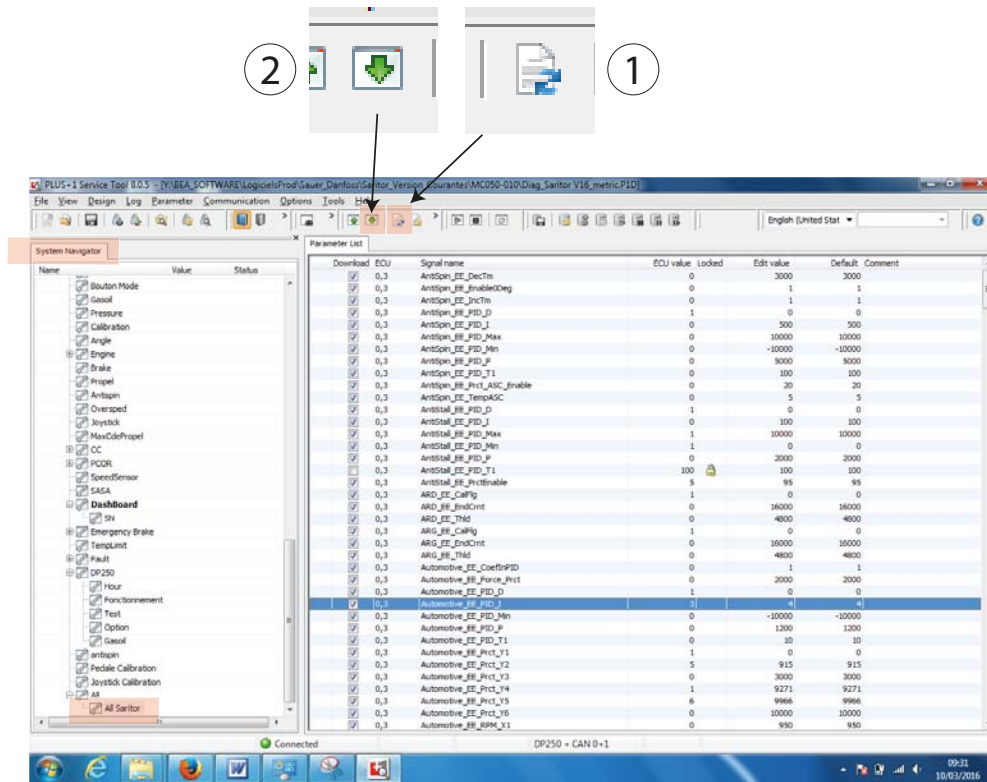 2
1
PLUS+1 Service Tool 8.0.5 - [Y:\BEA_SOFTWARE\LogicielsProd\Sauer_Danfoss\Saritor_Version_Courantes\MC050-010\Diag_Saritor V16_metric.P1D]
File View Design Log Parameter Communication Options Tools Help
English (United Stat
System Navigator
Parameter List
Name Value Status
Download ECU Signal name ECU value Locked Edit value Default Comment
Bouton Mode
Gasoil
Pressure
Calibration
Angle
Engine
Brake
Propel
Antispin
Oversped
Joystick
MaxCdePropel
CC
PCOR
SpeedSensor
SASA
DashBoard
SN
Emergency Brake
TempLimit
Fault
DP250
Hour
Fonctionnement
Test
Option
Gasoil
antispin
Pedale Calibration
Joystick Calibration
All
All Saritor
0,3 AntiSpin_EE_DecTm 0 3000 3000
0,3 AntiSpin_EE_Enable0Deg 0 1 1
0,3 AntiSpin_EE_IncTm 0 1 1
0,3 AntiSpin_EE_PID_D 1 0 0
0,3 AntiSpin_EE_PID_I 0 500 500
0,3 AntiSpin_EE_PID_Max 0 10000 10000
0,3 AntiSpin_EE_PID_Min 0 -10000 -10000
0,3 AntiSpin_EE_PID_P 0 5000 5000
0,3 AntiSpin_EE_PID_T1 0 100 100
0,3 AntiSpin_EE_Prct_ASC_Enable 0 20 20
0,3 AntiSpin_EE_TempASC 0 5 5
0,3 AntiStall_EE_PID_D 1 0 0
0,3 AntiStall_EE_PID_I 0 100 100
0,3 AntiStall_EE_PID_Max 1 10000 10000
0,3 AntiStall_EE_PID_Min 1 0 0
0,3 AntiStall_EE_PID_P 0 2000 2000
0,3 AntiStall_EE_PID_T1 100 100 100
0,3 AntiStall_EE_PrctEnable 5 95 95
0,3 ARD_EE_CalFlg 1 0 0
0,3 ARD_EE_EndCrnt 0 16000 16000
0,3 ARD_EE_Thld 0 4800 4800
0,3 ARG_EE_CalFlg 1 0 0
0,3 ARG_EE_EndCrnt 0 16000 16000
0,3 ARG_EE_Thld 0 4800 4800
0,3 Automotive_EE_CoefInPID 0 1 1
0,3 Automotive_EE_Force_Prct 0 2000 2000
0,3 Automotive_EE_PID_D 1 0 0
0,3 Automotive_EE_PID_I 3 4 4
0,3 Automotive_EE_PID_Min 0 -10000 -10000
0,3 Automotive_EE_PID_P 0 1200 1200
0,3 Automotive_EE_PID_T1 0 10 10
0,3 Automotive_EE_Prct_Y1 1 0 0
0,3 Automotive_EE_Prct_Y2 5 915 915
0,3 Automotive_EE_Prct_Y3 0 3000 3000
0,3 Automotive_EE_Prct_Y4 1 9271 9271
0,3 Automotive_EE_Prct_Y5 6 9966 9966
0,3 Automotive_EE_Prct_Y6 0 10000 10000
0,3 Automotive_EE_RPM_X1 0 950 950
Connected
DP250 = CAN 0+1
09:31
10/03/2016